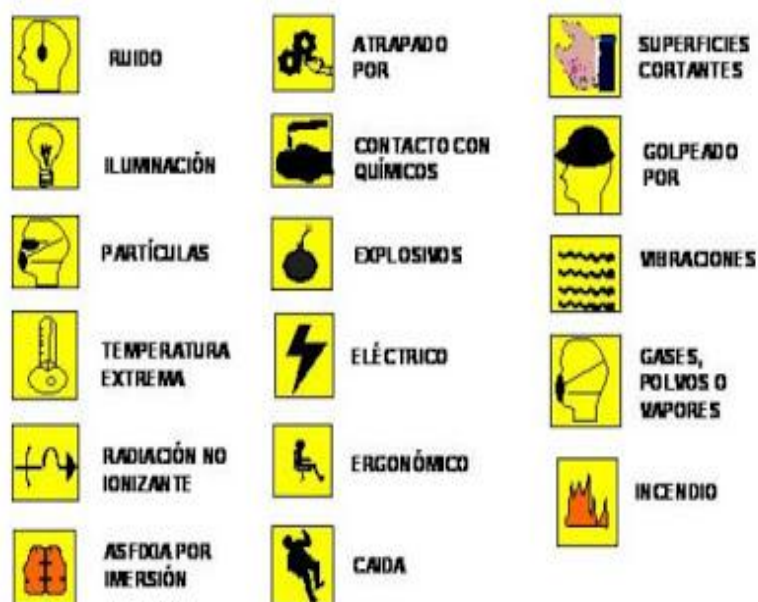 RUIDO
ILUMINACIÓN
PARTÍCULAS
TEMPERATURA
EXTREMA
RADIACIÓN NO
IONIZANTE
ASFIXIA POR
IMERSIÓN
ATRAPADO
POR
CONTACTO CON
QUÍMICOS
EXPLOSIVOS
ELÉCTRICO
ERGONÓMICO
CAIDA
SUPERFICIES
CORTANTES
GOLPEADO
POR
VIBRACIONES
GASES,
POLVOS O
VAPORES
INCENDIO